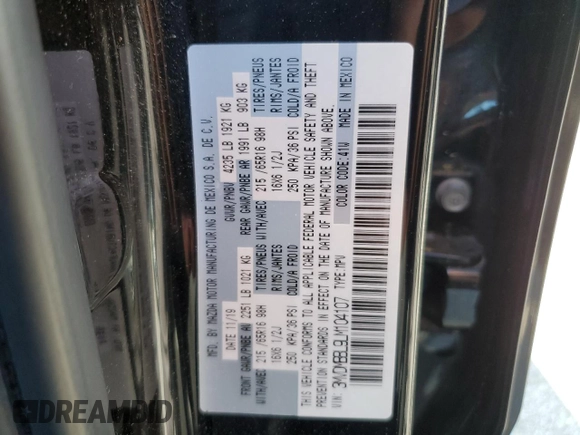 MFD. BY MAZDA MOTOR MANUFACTURING DE MEXICO S.A. DE C.V.
DATE 11/19 GVWR/PNBV 4235 LB 1921 KG
FRONT GAWR/PNBE AV 2251 LB 1021 KG REAR GAWR/PNBE AR 1991 LB 903 KG
WITH/AVEC 215 /65R16 98H TIRES/PNEUS WITH/AVEC 215 /65R16 98H TIRES/PNEUS
16X6 1/2J RIMS/JANTES 16X6 1/2J RIMS/JANTES
250 KPA/36 PSI COLD/A FROID 250 KPA/36 PSI COLD/A FROID
THIS VEHICLE CONFORMS TO ALL APPLICABLE FEDERAL MOTOR VEHICLE SAFETY AND THEFT
PREVENTION STANDARDS IN EFFECT ON THE DATE OF MANUFACTURE SHOWN ABOVE.
VIN: TYPE: MPV COLOR CODE: 41W MADE IN MEXICO
DREAMBID